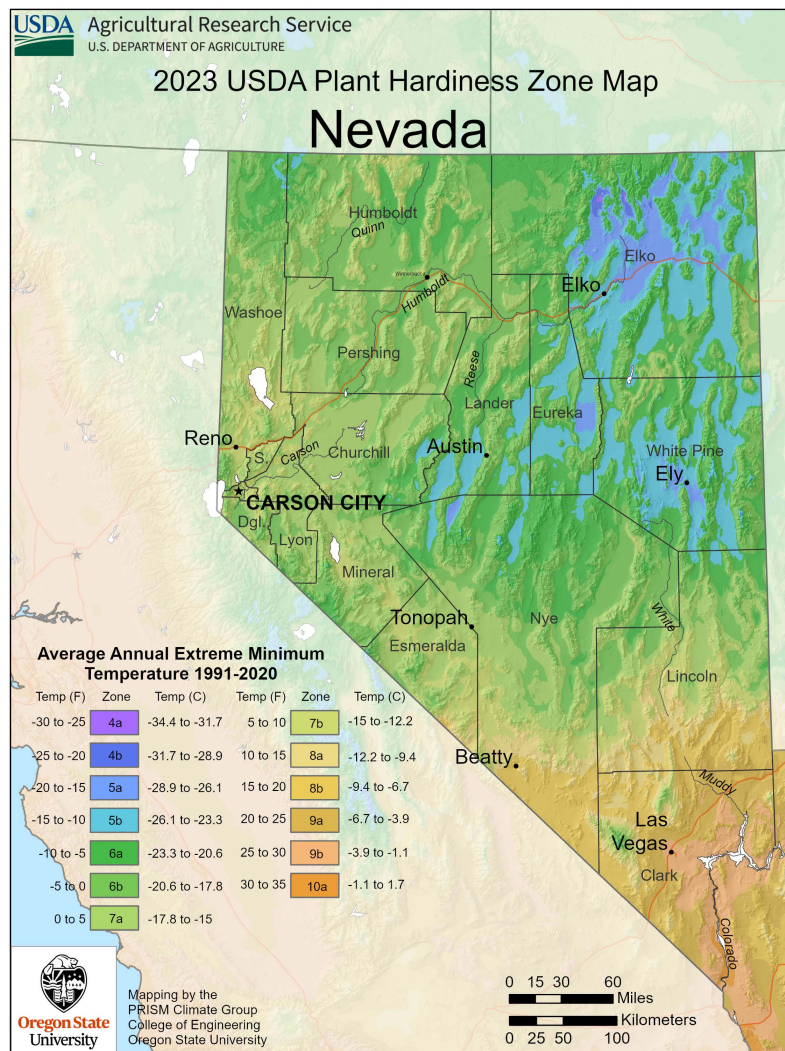 USDA
Agricultural Research Service
U.S. DEPARTMENT OF AGRICULTURE
2023 USDA Plant Hardiness Zone Map
Nevada
Humboldt
Quinn
Elko
Winnemucca
Elko
Humboldt
Washoe
Pershing
Reese
Lander
Eureka
Reno
S.
Carson
Churchill
Austin
White Pine
Ely
CARSON CITY
Dgl.
Lyon
Mineral
Tonopah
Nye
White
Esmeralda
Lincoln
Beatty
Muddy
Las
Vegas
Clark
Colorado
Average Annual Extreme Minimum
Temperature 1991-2020
Temp (F) Zone Temp (C) Temp (F) Zone Temp (C)
-30 to -25 4a -34.4 to -31.7 5 to 10 7b -15 to -12.2
-25 to -20 4b -31.7 to -28.9 10 to 15 8a -12.2 to -9.4
-20 to -15 5a -28.9 to -26.1 15 to 20 8b -9.4 to -6.7
-15 to -10 5b -26.1 to -23.3 20 to 25 9a -6.7 to -3.9
-10 to -5 6a -23.3 to -20.6 25 to 30 9b -3.9 to -1.1
-5 to 0 6b -20.6 to -17.8 30 to 35 10a -1.1 to 1.7
0 to 5 7a -17.8 to -15
Oregon State
University
Mapping by the
PRISM Climate Group
College of Engineering
Oregon State University
0 15 30 60
Miles
Kilometers
0 25 50 100